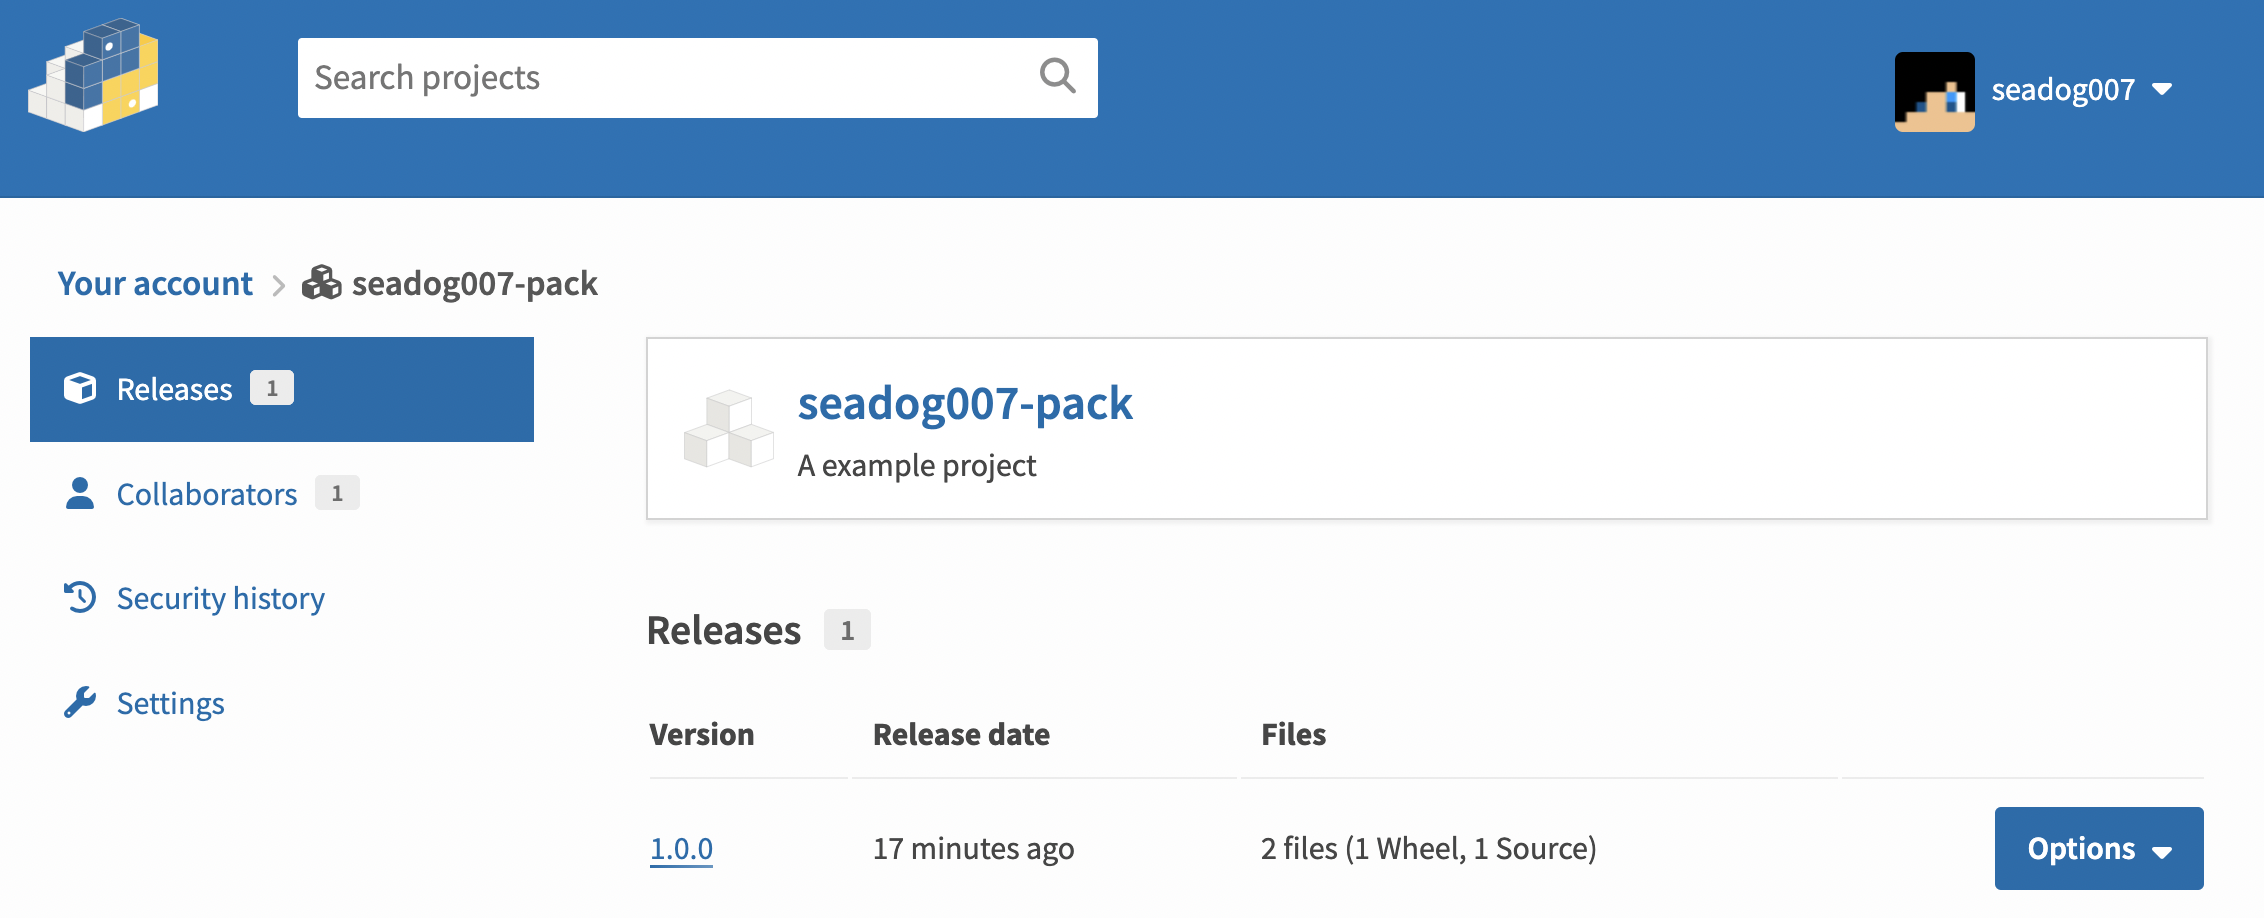 Search projects
seadog007
Your account
seadog007-pack
Releases 1
Collaborators 1
Security history
Settings
seadog007-pack
A example project
Releases 1
Version Release date Files
1.0.0 17 minutes ago 2 files (1 Wheel, 1 Source) Options